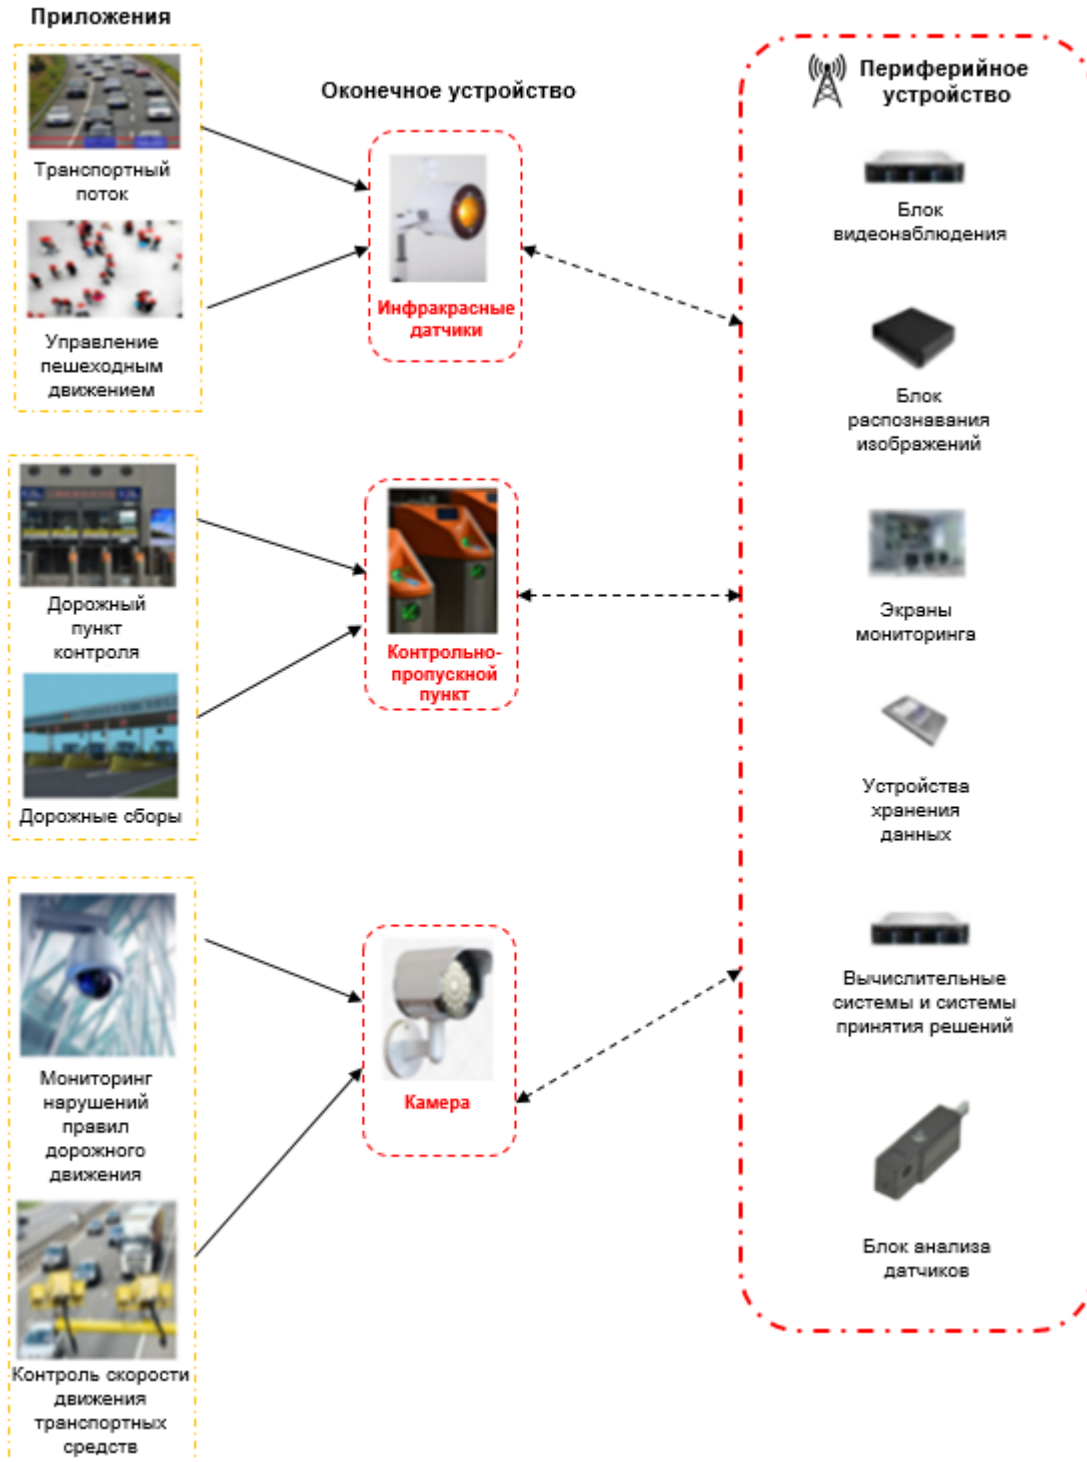 Приложения
Транспортный
поток
Управление
пешеходным
движением
Дорожный
пункт
контроля
Дорожные сборы
Мониторинг
нарушений
правил
дорожного
движения
Контроль скорости
движения
транспортных
средств
Оконечное устройство
Инфракрасные
датчики
Контрольно-
пропускной
пункт
Камера
Периферийное
устройство
Блок
видеонаблюдения
Блок
распознавания
изображений
Экраны
мониторинга
Устройства
хранения
данных
Вычислительные
системы и системы
принятия решений
Блок анализа
датчиков